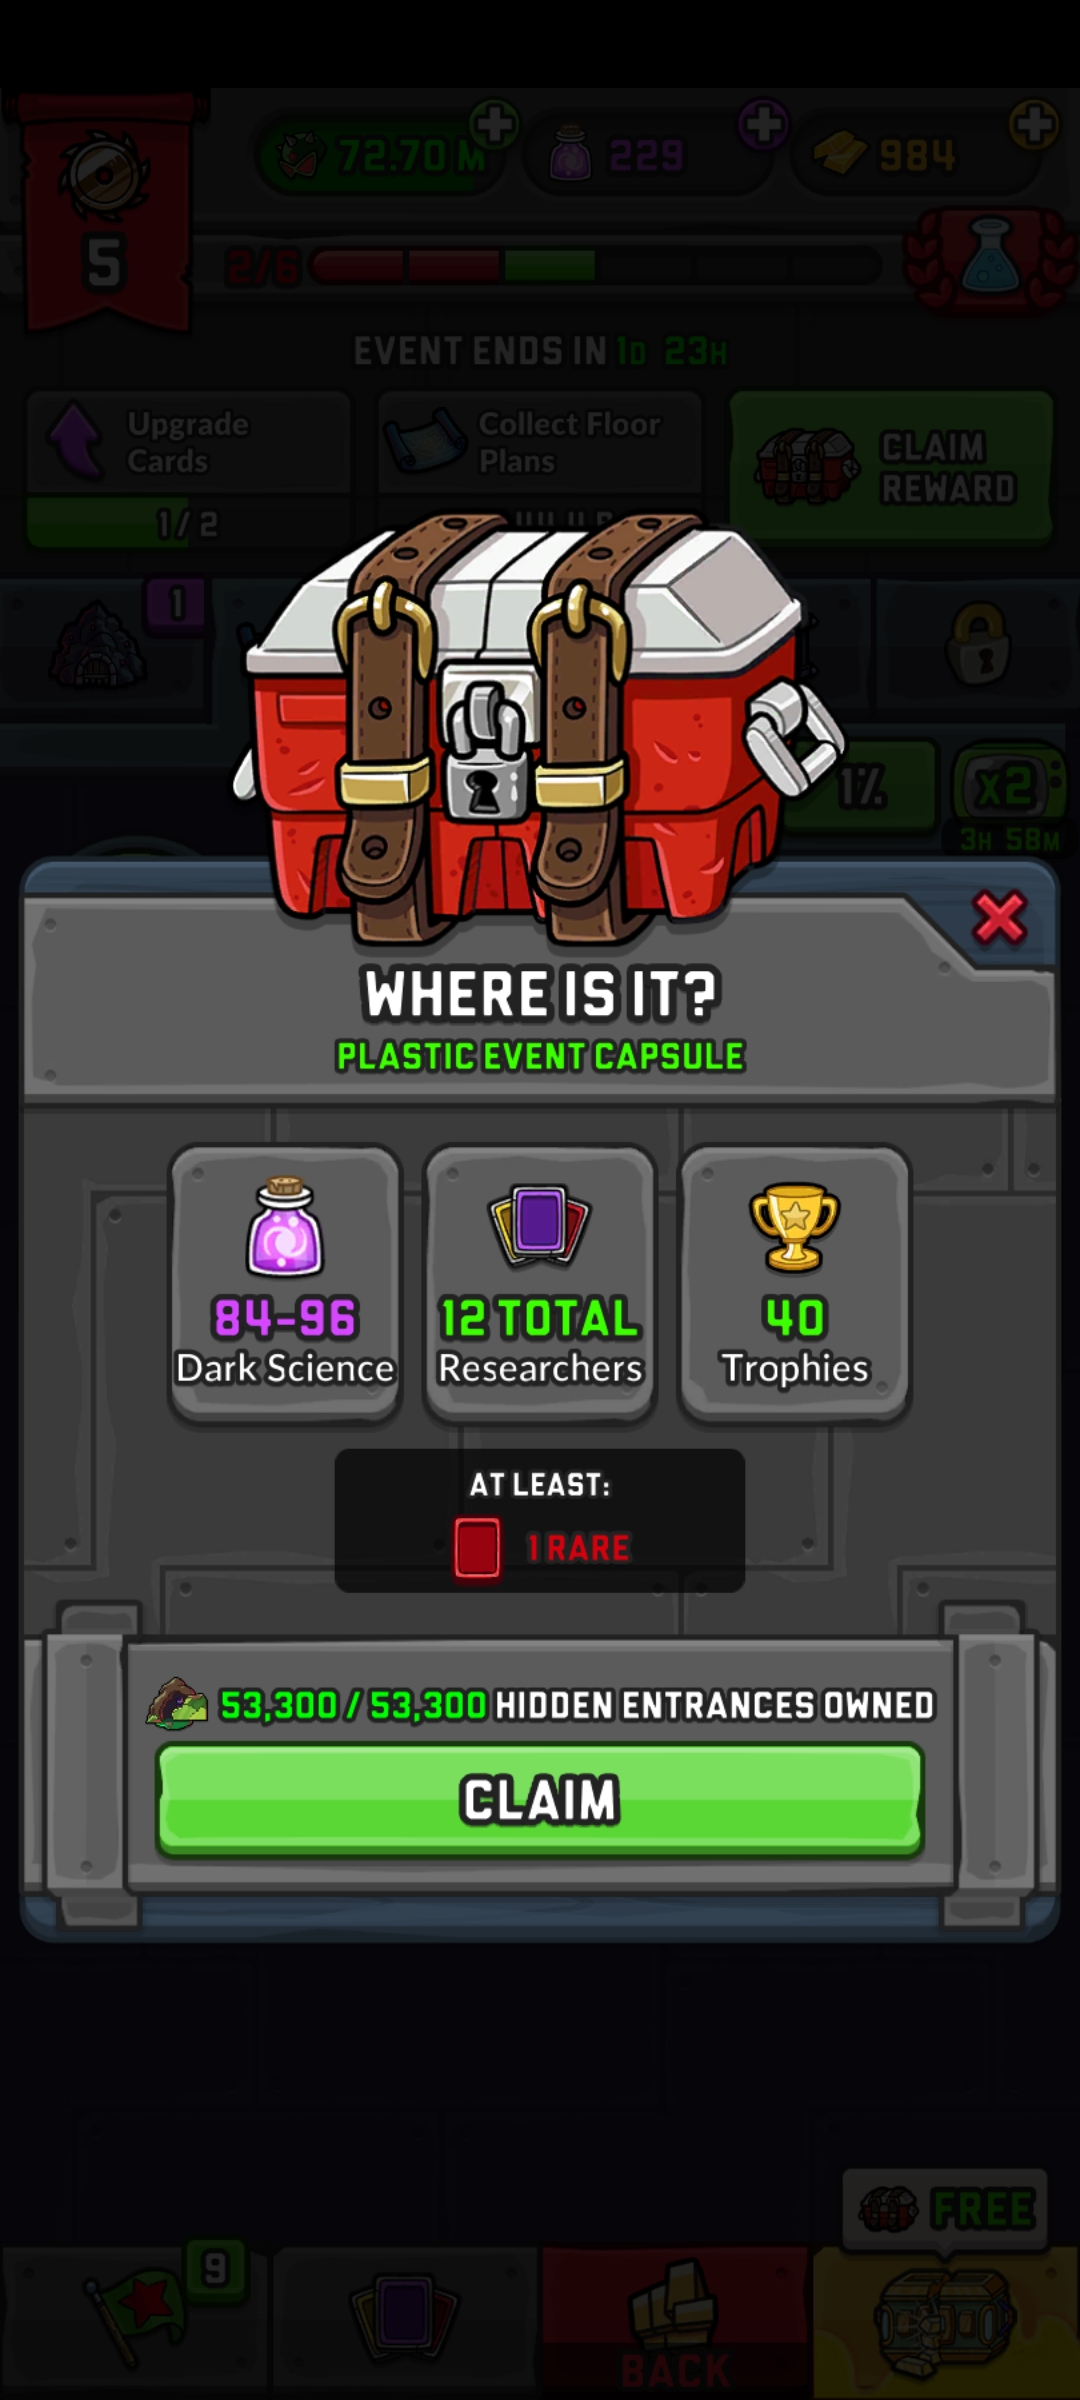 72.70 M
229
984
5
2/6
EVENT ENDS IN 1D 23H
Upgrade
Cards
1/2
Collect Floor
Plans
CLAIM
REWARD
1
1%
x2
3H 58M
WHERE IS IT?
PLASTIC EVENT CAPSULE
84-96
Dark Science
12 TOTAL
Researchers
40
Trophies
AT LEAST:
1 RARE
53,300 / 53,300 HIDDEN ENTRANCES OWNED
CLAIM
FREE
9
BACK